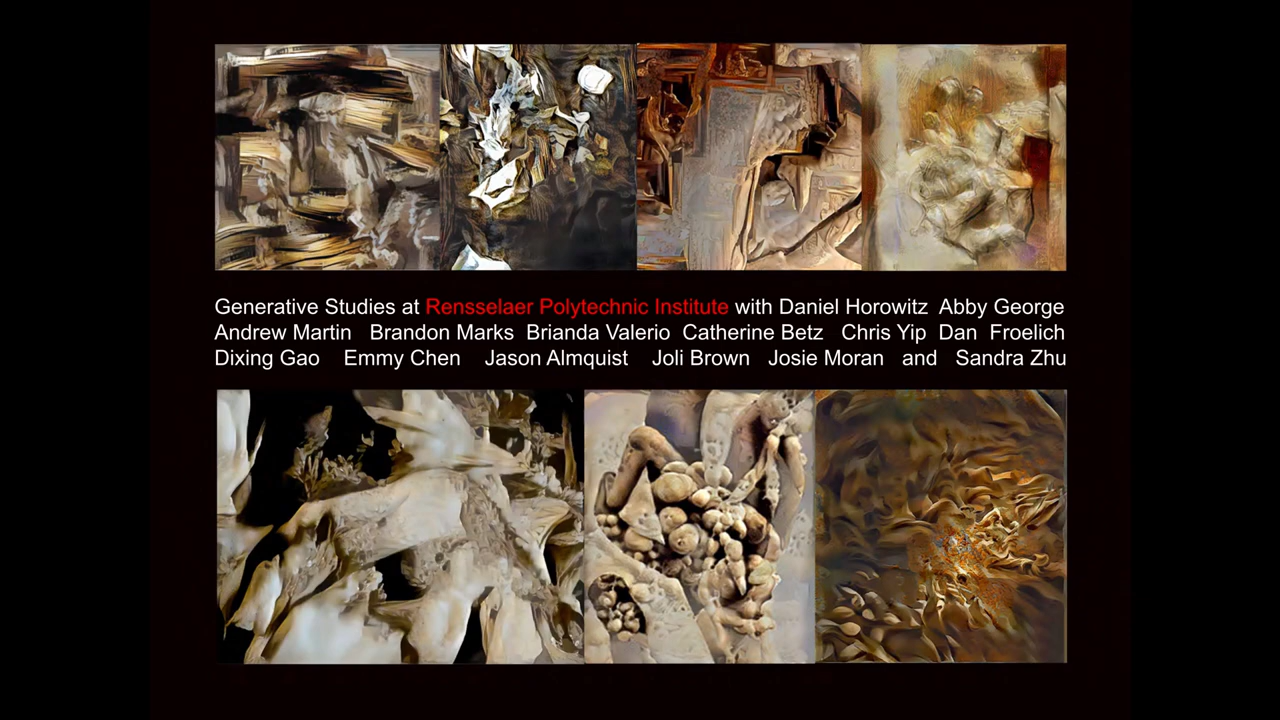 Generative Studies at Rensselaer Polytechnic Institute with Daniel Horowitz Abby George
Andrew Martin Brandon Marks Brianda Valerio Catherine Betz Chris Yip Dan Froelich
Dixing Gao Emmy Chen Jason Almquist Joli Brown Josie Moran and Sandra Zhu